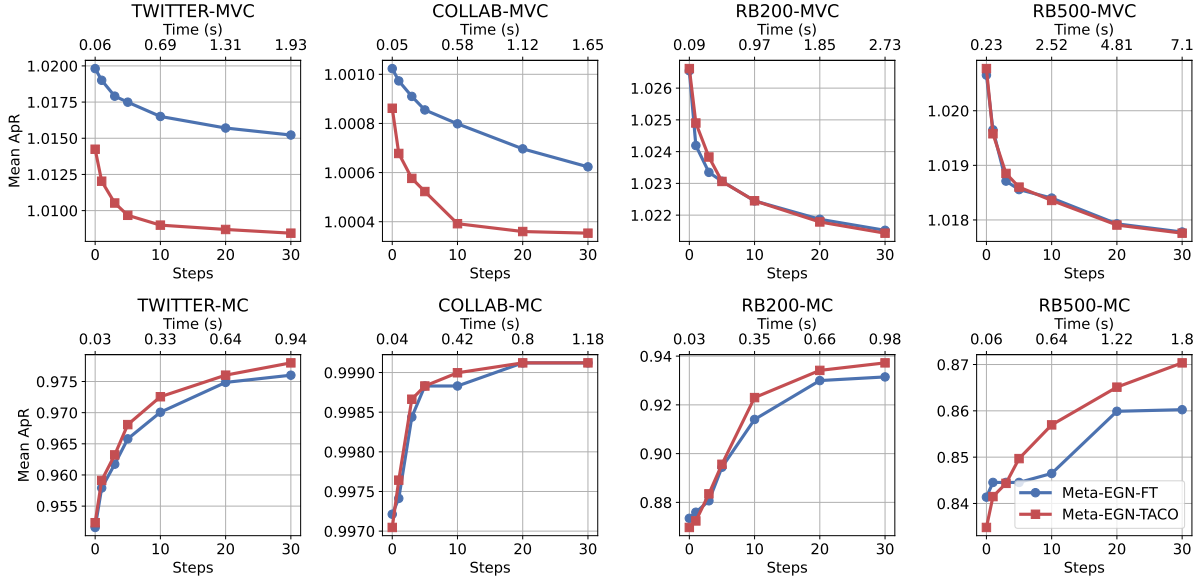 TWITTER-MVC
Time (s)
0.06 0.69 1.31 1.93
1.0200
1.0175
1.0150
1.0125
1.0100
Mean ApR
0 10 20 30
Steps
COLLAB-MVC
Time (s)
0.05 0.58 1.12 1.65
1.0010
1.0008
1.0006
1.0004
0 10 20 30
Steps
RB200-MVC
Time (s)
0.09 0.97 1.85 2.73
1.026
1.025
1.024
1.023
1.022
0 10 20 30
Steps
RB500-MVC
Time (s)
0.23 2.52 4.81 7.1
1.020
1.019
1.018
0 10 20 30
Steps
TWITTER-MC
Time (s)
0.03 0.33 0.64 0.94
0.975
0.970
0.965
0.960
0.955
Mean ApR
0 10 20 30
Steps
COLLAB-MC
Time (s)
0.04 0.42 0.8 1.18
0.9990
0.9985
0.9980
0.9975
0.9970
0 10 20 30
Steps
RB200-MC
Time (s)
0.03 0.35 0.66 0.98
0.94
0.92
0.90
0.88
0 10 20 30
Steps
RB500-MC
Time (s)
0.06 0.64 1.22 1.8
0.87
0.86
0.85
0.84
Meta-EGN-FT
Meta-EGN-TACO
0 10 20 30
Steps